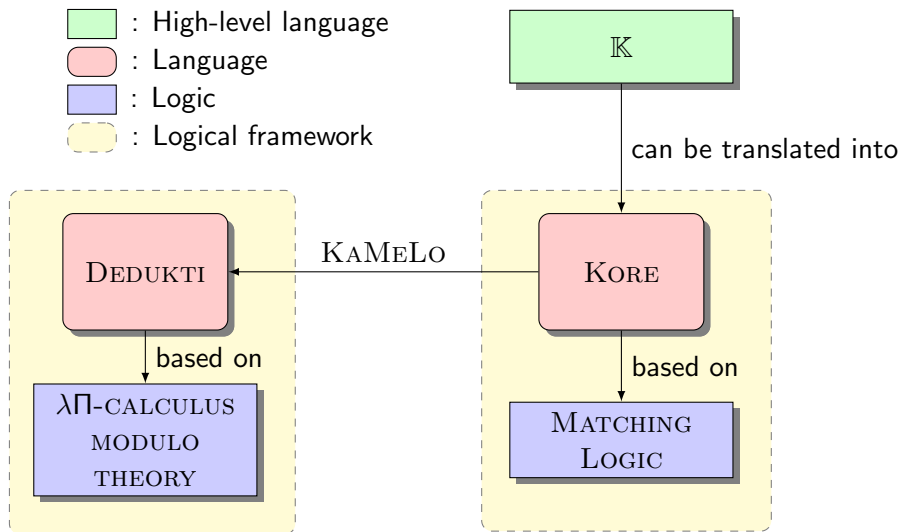 : High-level language
: Language
: Logic
: Logical framework
𝕂
can be translated into
DEDUKTI
KAMELO
KORE
based on
based on
λΠ-CALCULUS
MODULO
THEORY
MATCHING
LOGIC